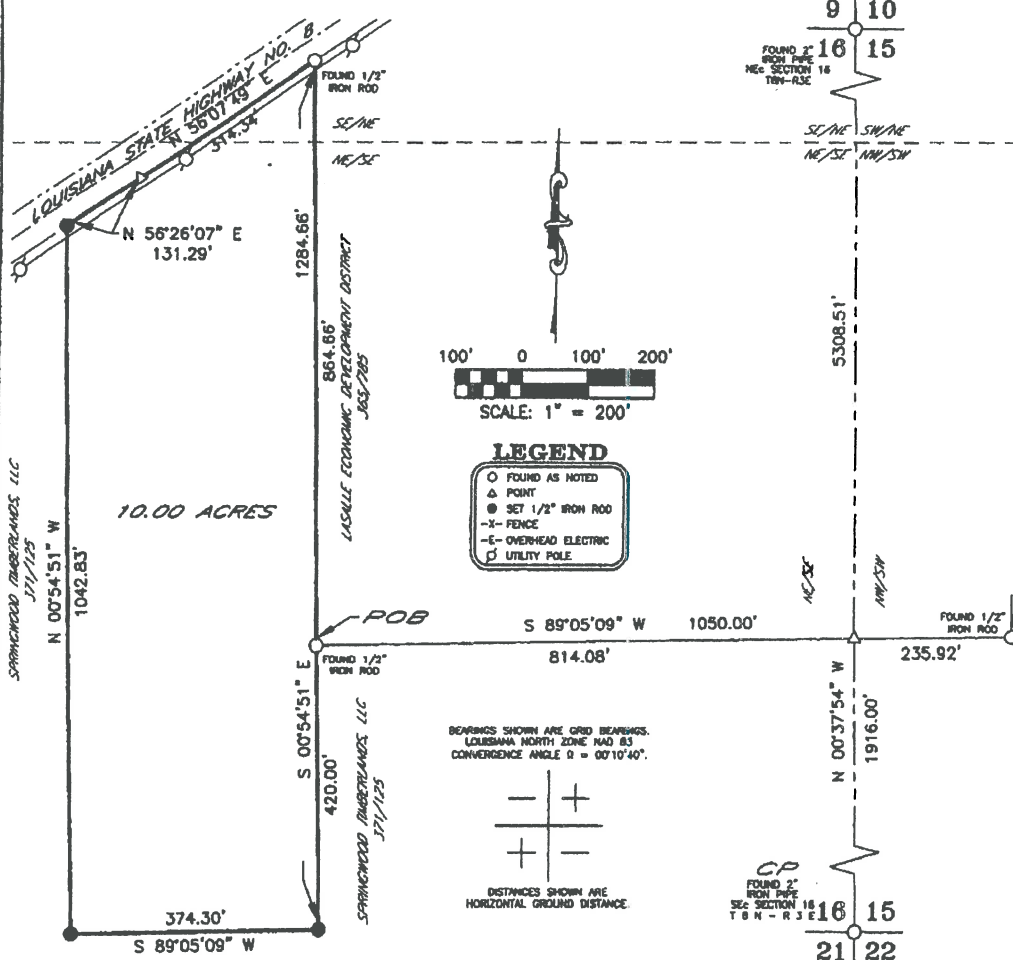 9 10
16 15
FOUND 2"
IRON PIPE
NEc SECTION 16
T8N-R3E
LOUISIANA STATE HIGHWAY NO. 8
N 56°07'49" E
314.34'
FOUND 1/2"
IRON ROD
SE/NE
NE/SE
SE/NE SW/NE
NE/SE NW/SW
N 56°26'07" E
131.29'
1284.66'
864.66'
LASALLE ECONOMIC DEVELOPMENT DISTRICT
365/785
5308.51'
100' 0 100' 200'
SCALE: 1" = 200'
LEGEND
FOUND AS NOTED
POINT
SET 1/2" IRON ROD
-X- FENCE
-E- OVERHEAD ELECTRIC
UTILITY POLE
10.00 ACRES
SPRINGWOOD TIMBERLANDS, LLC
371/125
N 00°54'51" W
1042.83'
NE/SE
NW/SW
POB
S 89°05'09" W 1050.00'
814.08'
FOUND 1/2"
IRON ROD
235.92'
FOUND 1/2"
IRON ROD
S 00°54'51" E
420.00'
SPRINGWOOD TIMBERLANDS, LLC
371/125
N 00°37'54" W
1916.00'
BEARINGS SHOWN ARE GRID BEARINGS.
LOUISIANA NORTH ZONE NAD 83
CONVERGENCE ANGLE Ω = 00°10'40".
− +
+ −
DISTANCES SHOWN ARE
HORIZONTAL GROUND DISTANCE.
CP
FOUND 2"
IRON PIPE
SEc SECTION 16
T8N-R3E
16 15
21 22
374.30'
S 89°05'09" W